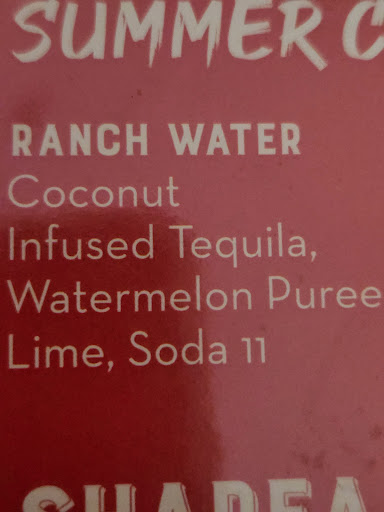 SUMMER C
RANCH WATER
Coconut
Infused Tequila,
Watermelon Puree
Lime, Soda 11